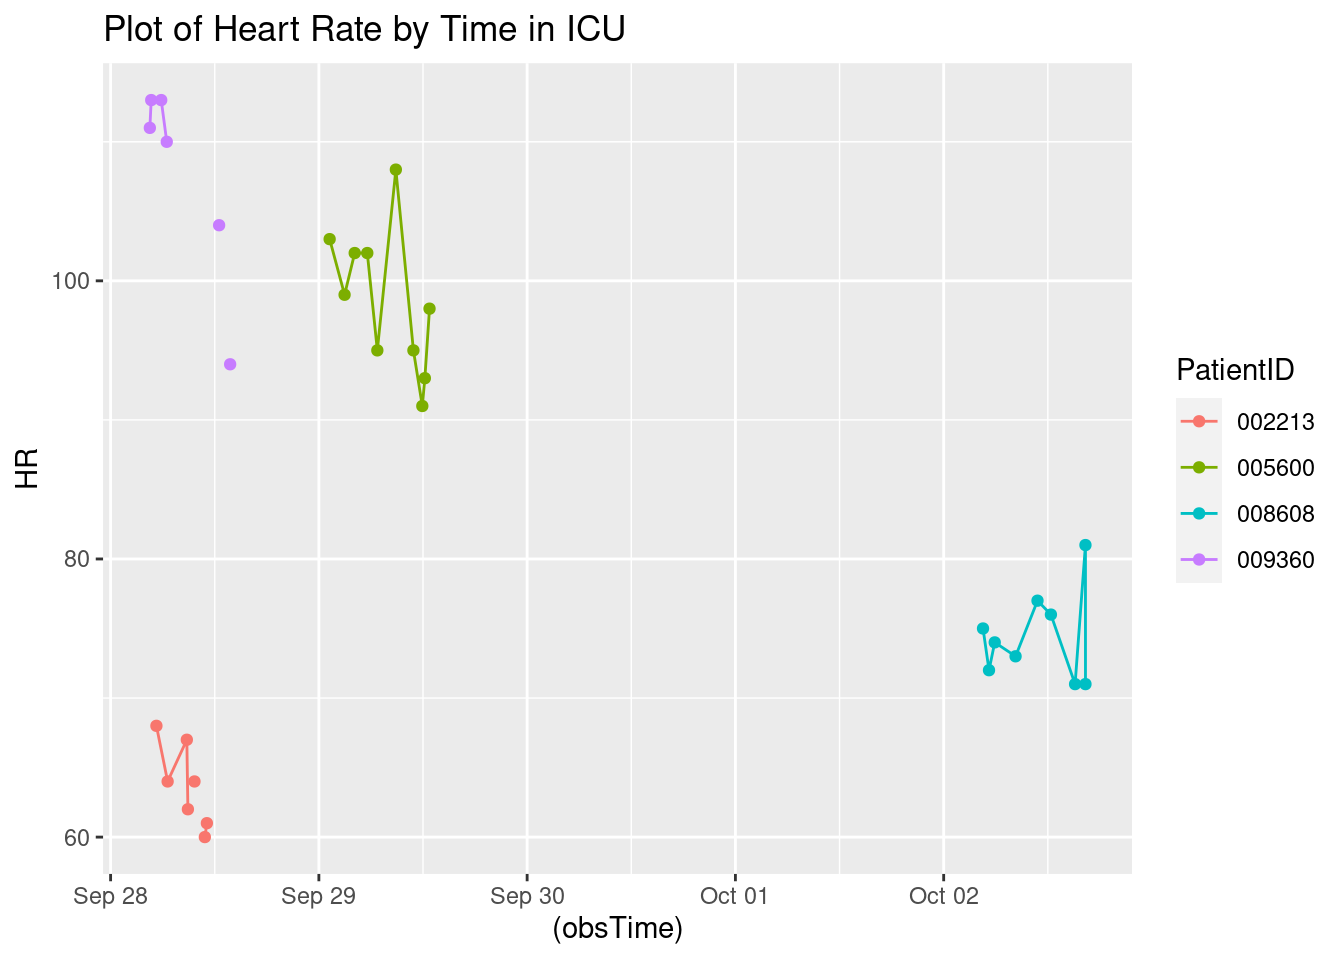 Plot of Heart Rate by Time in ICU
100
80
60
HR
Sep 28
Sep 29
Sep 30
Oct 01
Oct 02
(obsTime)
PatientID
002213
005600
008608
009360